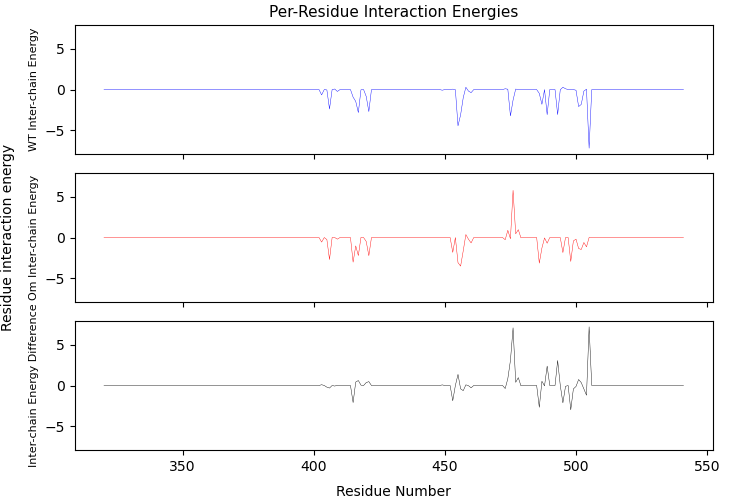 Per-Residue Interaction Energies
Residue interaction energy
WT Inter-chain Energy
5
0
−5
Om Inter-chain Energy
5
0
−5
Inter-chain Energy Difference
5
0
−5
350
400
450
500
550
Residue Number